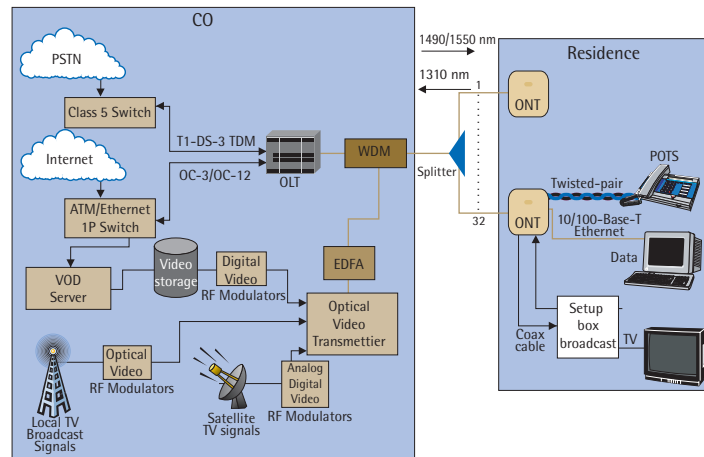 CO
PSTN
Class 5 Switch
Internet
ATM/Ethernet
1P Switch
VOD
Server
Video
storage
Digital
Video
RF Modulators
T1-DS-3 TDM
OC-3/OC-12
OLT
WDM
EDFA
Optical
Video
Transmettier
Optical
Video
RF Modulators
Local TV
Broadcast
Signals
Satellite
TV signals
Analog
Digital
Video
RF Modulators
1490/1550 nm
1310 nm
1
Splitter
32
Residence
ONT
POTS
Twisted-pair
ONT
10/100-Base-T
Ethernet
Data
Setup
box
broadcast
Coax
cable
TV